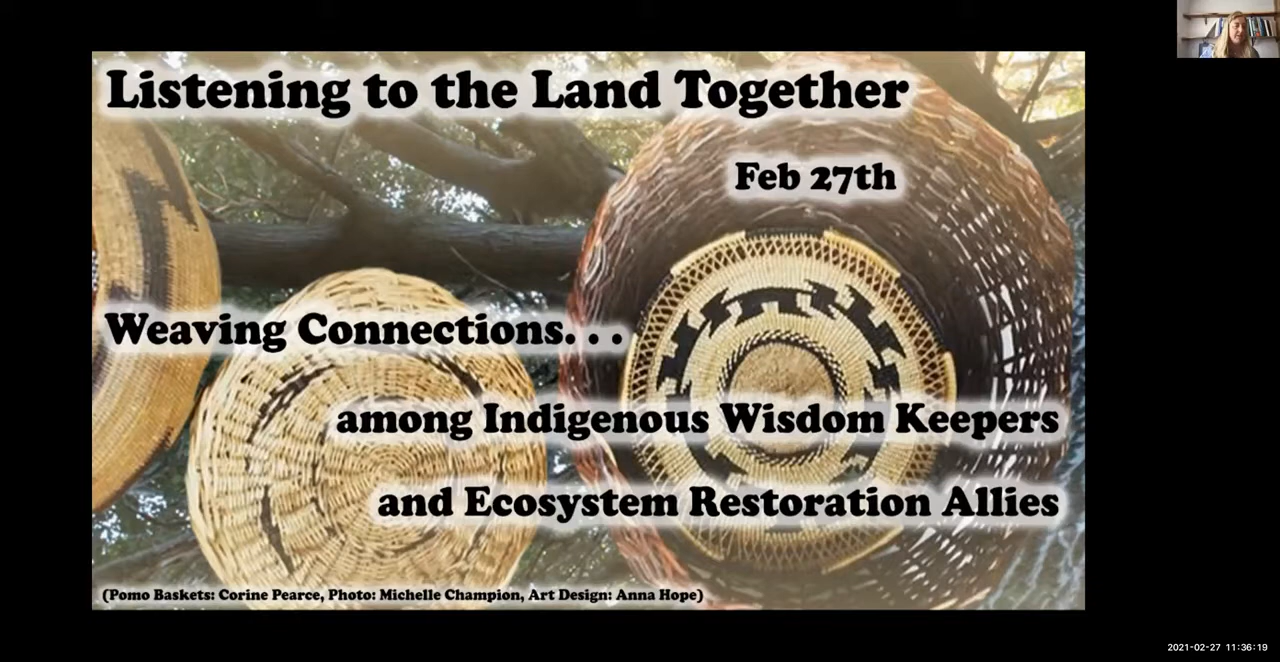 Listening to the Land Together
Feb 27th
Weaving Connections. . .
among Indigenous Wisdom Keepers
and Ecosystem Restoration Allies
(Pomo Baskets: Corine Pearce, Photo: Michelle Champion, Art Design: Anna Hope)
2021-02-27 11:36:19